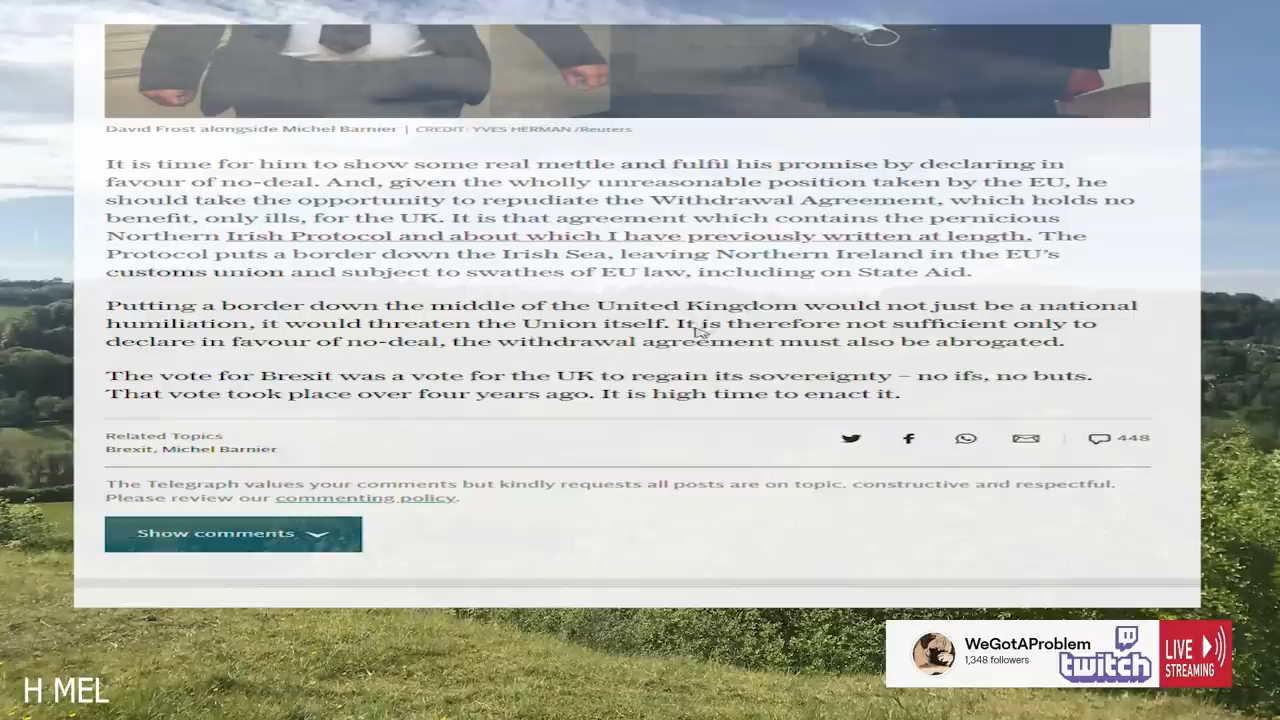 David Frost alongside Michel Barnier | CREDIT: YVES HERMAN /Reuters
It is time for him to show some real mettle and fulfil his promise by declaring in
favour of no-deal. And, given the wholly unreasonable position taken by the EU, he
should take the opportunity to repudiate the Withdrawal Agreement, which holds no
benefit, only ills, for the UK. It is that agreement which contains the pernicious
Northern Irish Protocol and about which I have previously written at length. The
Protocol puts a border down the Irish Sea, leaving Northern Ireland in the EU's
customs union and subject to swathes of EU law, including on State Aid.
Putting a border down the middle of the United Kingdom would not just be a national
humiliation, it would threaten the Union itself. It is therefore not sufficient only to
declare in favour of no-deal, the withdrawal agreement must also be abrogated.
The vote for Brexit was a vote for the UK to regain its sovereignty – no ifs, no buts.
That vote took place over four years ago. It is high time to enact it.
Related Topics
Brexit, Michel Barnier
448
The Telegraph values your comments but kindly requests all posts are on topic, constructive and respectful.
Please review our commenting policy.
Show comments
WeGotAProblem
1,348 followers
twitch
LIVE
STREAMING
H MEL